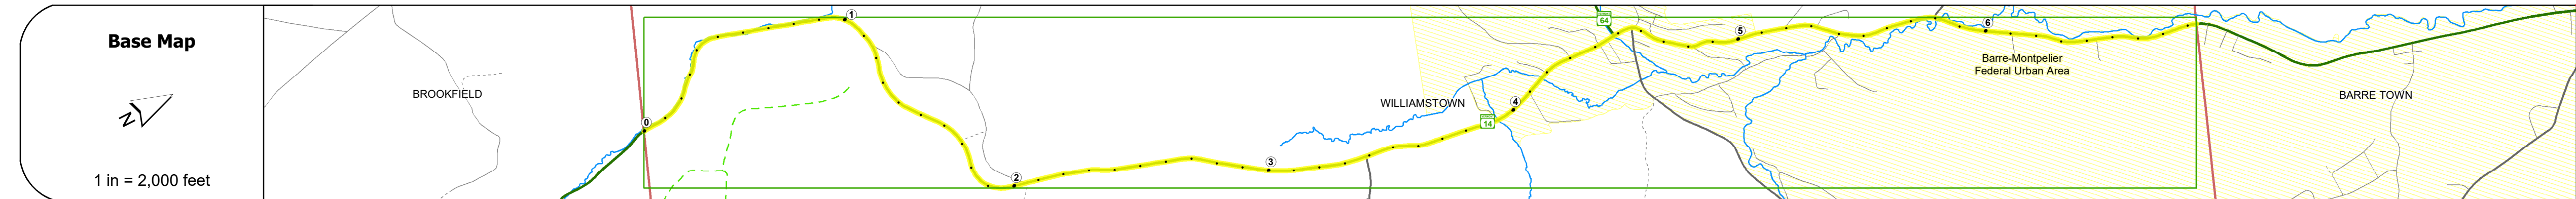 Base Map
N
1 in = 2,000 feet
BROOKFIELD
0
1
2
3
WILLIAMSTOWN
14
4
64
5
6
Barre-Montpelier
Federal Urban Area
BARRE TOWN